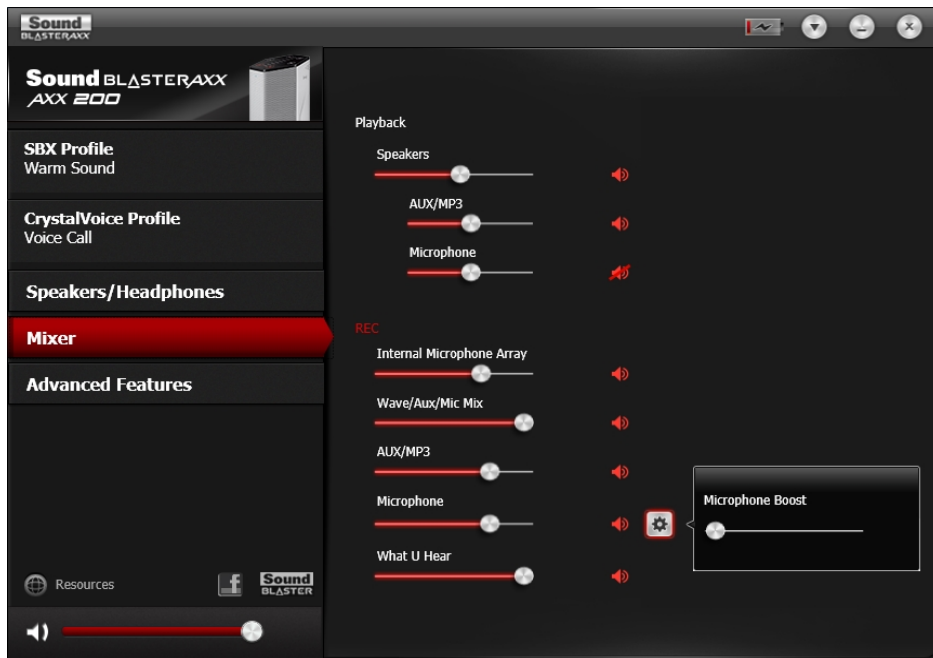 Sound
BLASTERAXX
Sound BLASTERAXX
AXX 200
SBX Profile
Warm Sound
CrystalVoice Profile
Voice Call
Speakers/Headphones
Mixer
Advanced Features
Resources
f
Sound
BLASTER
Playback
Speakers
AUX/MP3
Microphone
REC
Internal Microphone Array
Wave/Aux/Mic Mix
AUX/MP3
Microphone
What U Hear
Microphone Boost